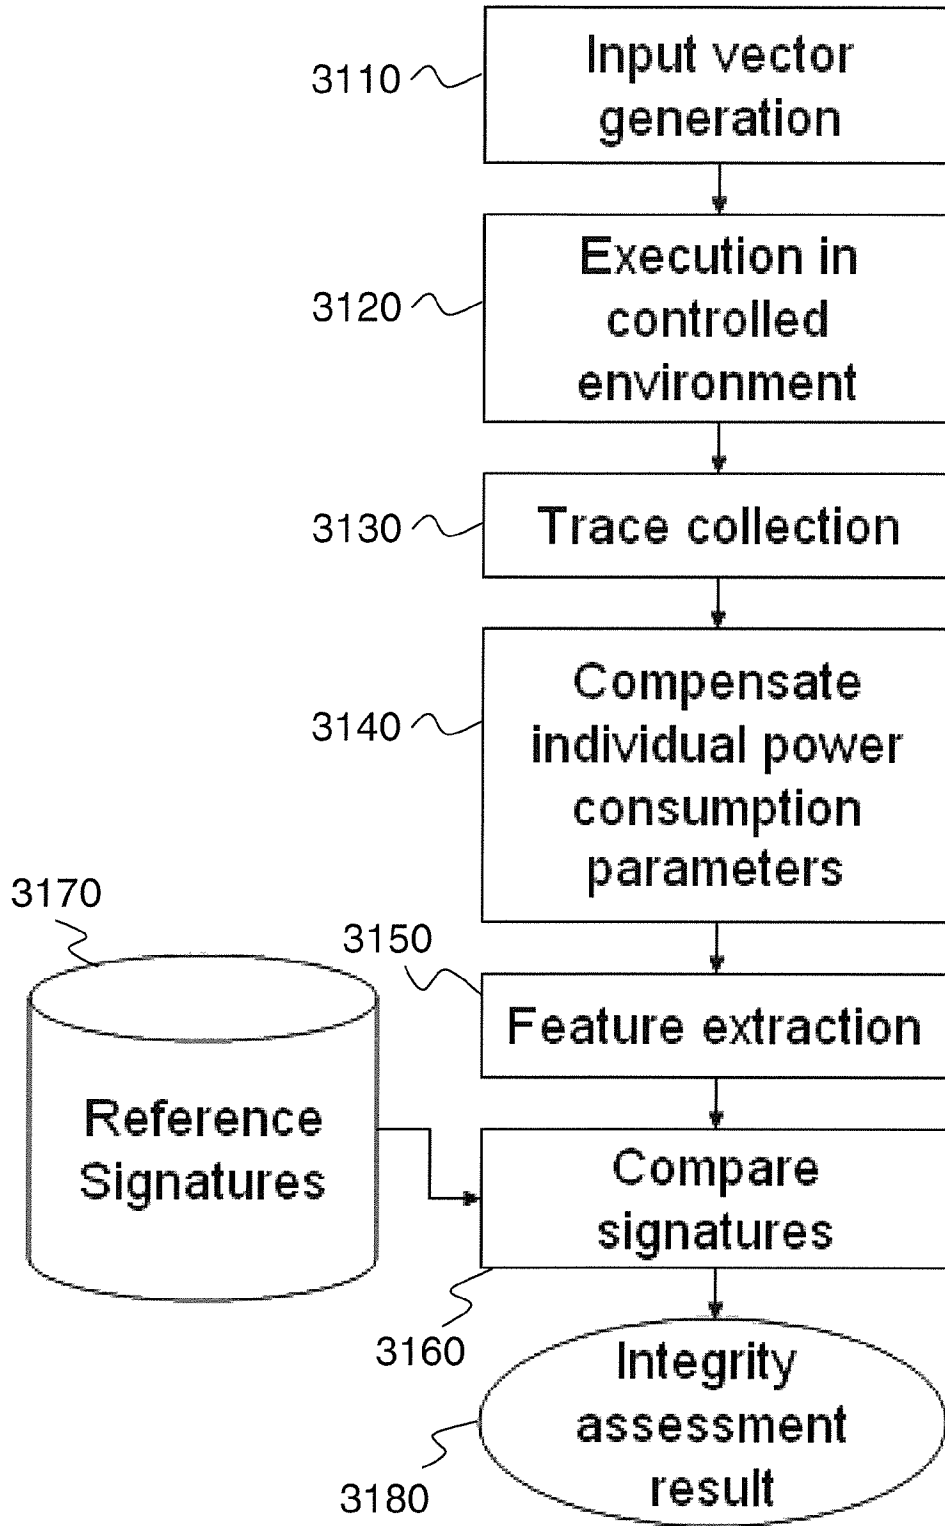 3110
Input vector
generation
3120
Execution in
controlled
environment
3130
Trace collection
3140
Compensate
individual power
consumption
parameters
3170
3150
Feature extraction
Reference
Signatures
Compare
signatures
3160
Integrity
assessment
result
3180